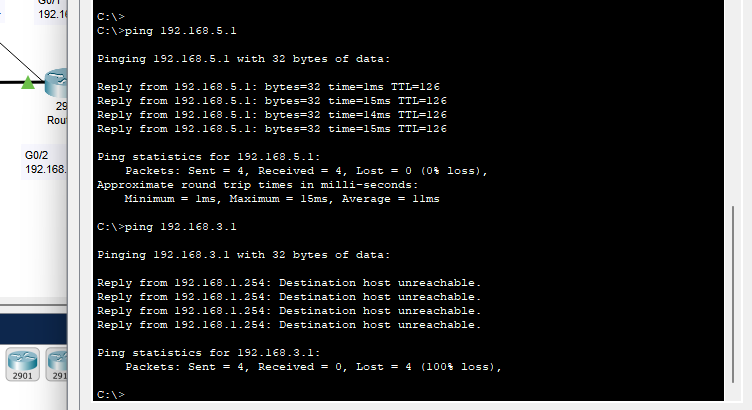 G0/1
192.16
29
Rou
G0/2
192.168.
2901
291
C:\>
C:\>ping 192.168.5.1
Pinging 192.168.5.1 with 32 bytes of data:
Reply from 192.168.5.1: bytes=32 time=1ms TTL=126
Reply from 192.168.5.1: bytes=32 time=15ms TTL=126
Reply from 192.168.5.1: bytes=32 time=14ms TTL=126
Reply from 192.168.5.1: bytes=32 time=15ms TTL=126
Ping statistics for 192.168.5.1:
Packets: Sent = 4, Received = 4, Lost = 0 (0% loss),
Approximate round trip times in milli-seconds:
Minimum = 1ms, Maximum = 15ms, Average = 11ms
C:\>ping 192.168.3.1
Pinging 192.168.3.1 with 32 bytes of data:
Reply from 192.168.1.254: Destination host unreachable.
Reply from 192.168.1.254: Destination host unreachable.
Reply from 192.168.1.254: Destination host unreachable.
Reply from 192.168.1.254: Destination host unreachable.
Ping statistics for 192.168.3.1:
Packets: Sent = 4, Received = 0, Lost = 4 (100% loss),
C:\>